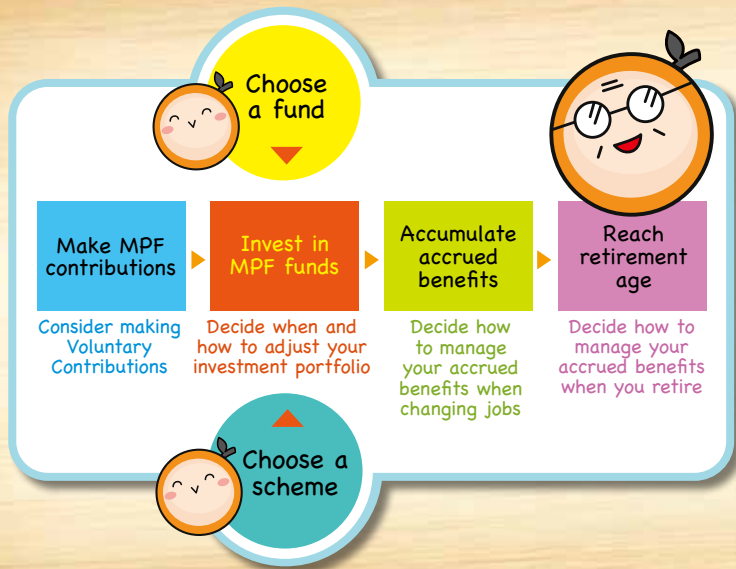 Choose
a fund
Make MPF
contributions
Consider making
Voluntary
Contributions
Invest in
MPF funds
Decide when and
how to adjust your
investment portfolio
Accumulate
accrued
benefits
Decide how
to manage
your accrued
benefits when
changing jobs
Reach
retirement
age
Decide how to
manage your
accrued benefits
when you retire
Choose a
scheme